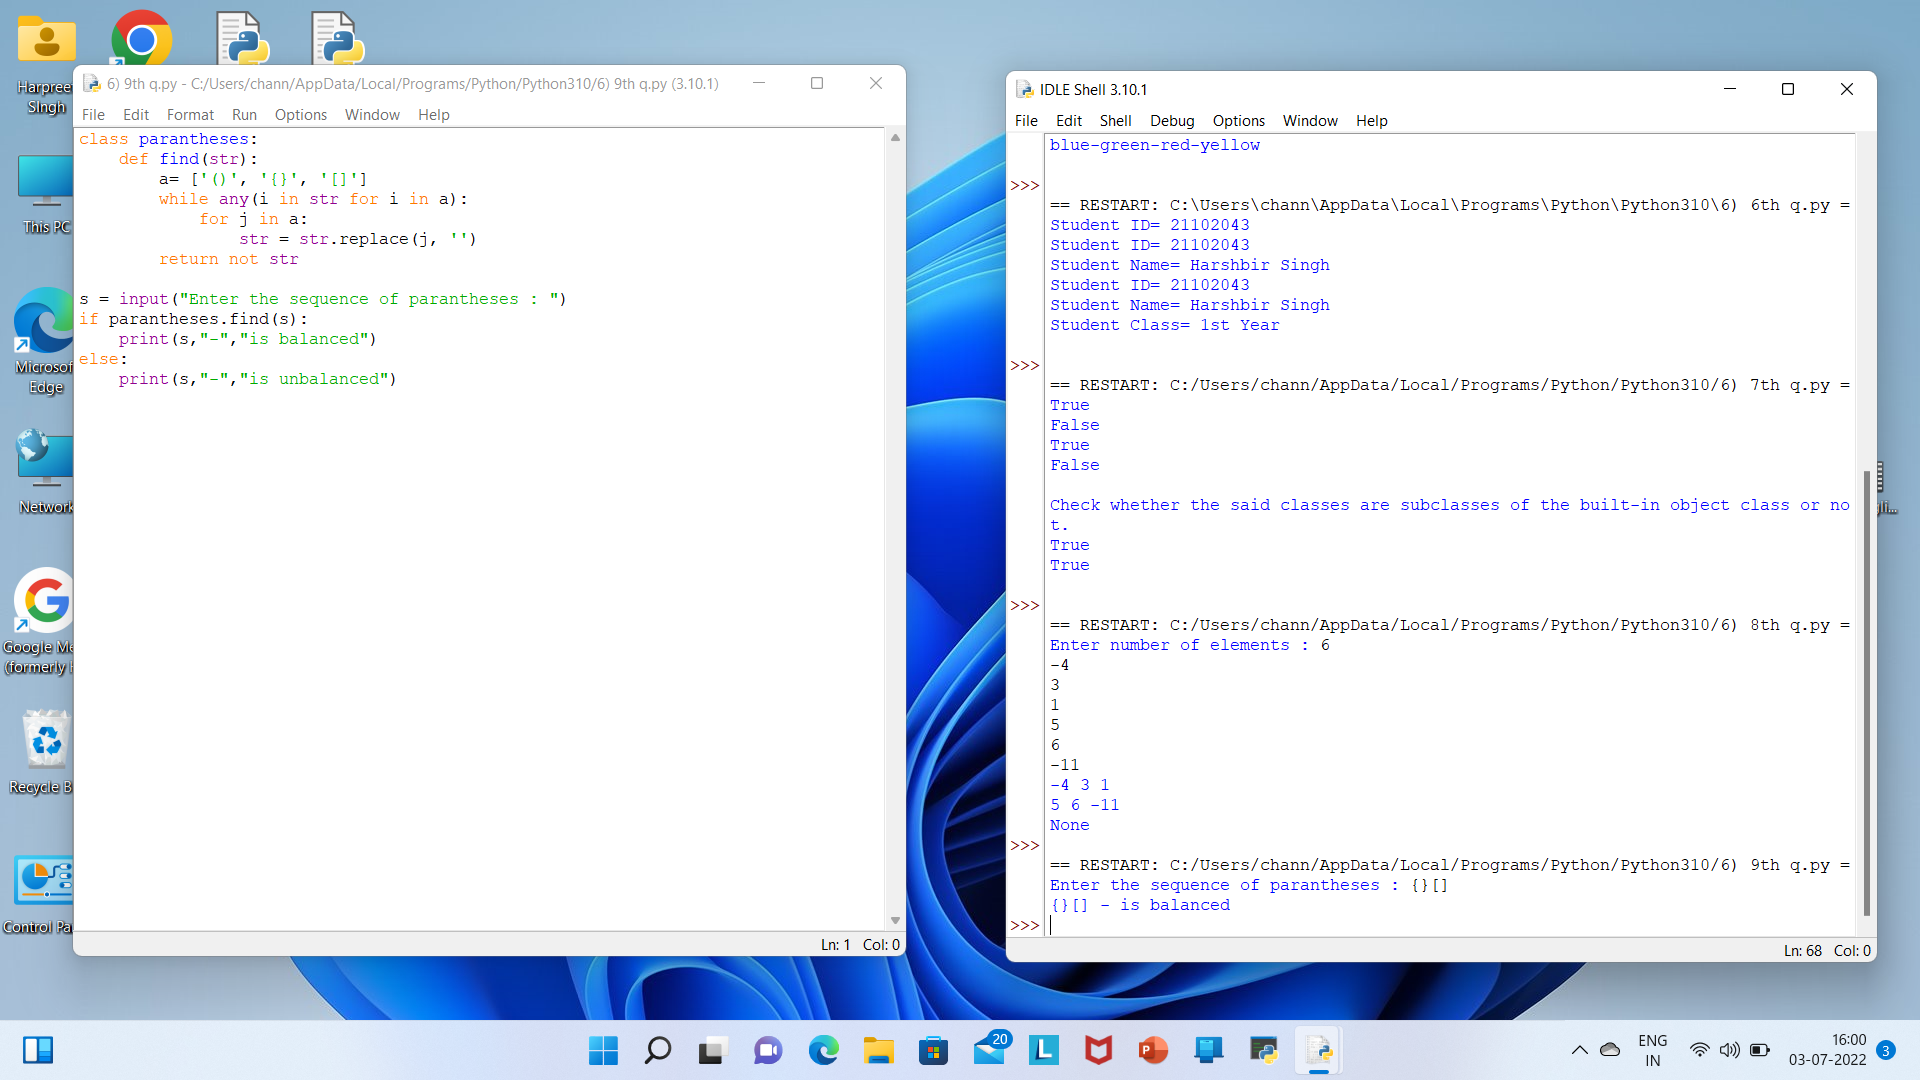 Harpreet
SIngh
This PC
Microsof
Edge
Network
Google Me
(formerly
Recycle B
Control Pa
6) 9th q.py - C:/Users/chann/AppData/Local/Programs/Python/Python310/6) 9th q.py (3.10.1)
File Edit Format Run Options Window Help
class parantheses:
    def find(str):
        a= ['()', '{}', '[]']
        while any(i in str for i in a):
            for j in a:
                str = str.replace(j, '')
        return not str
s = input("Enter the sequence of parantheses : ")
if parantheses.find(s):
    print(s,"-","is balanced")
else:
    print(s,"-","is unbalanced")
Ln: 1 Col: 0
IDLE Shell 3.10.1
File Edit Shell Debug Options Window Help
blue-green-red-yellow
>>>
== RESTART: C:\Users\chann\AppData\Local\Programs\Python\Python310\6) 6th q.py =
Student ID= 21102043
Student ID= 21102043
Student Name= Harshbir Singh
Student ID= 21102043
Student Name= Harshbir Singh
Student Class= 1st Year
>>>
== RESTART: C:/Users/chann/AppData/Local/Programs/Python/Python310/6) 7th q.py =
True
False
True
False
Check whether the said classes are subclasses of the built-in object class or no
t.
True
True
>>>
== RESTART: C:/Users/chann/AppData/Local/Programs/Python/Python310/6) 8th q.py =
Enter number of elements : 6
-4
3
1
5
6
-11
-4 3 1
5 6 -11
None
>>>
== RESTART: C:/Users/chann/AppData/Local/Programs/Python/Python310/6) 9th q.py =
Enter the sequence of parantheses : {}[]
{}[] - is balanced
>>>
Ln: 68 Col: 0
20
L
P
ENG
IN
16:00
03-07-2022
3